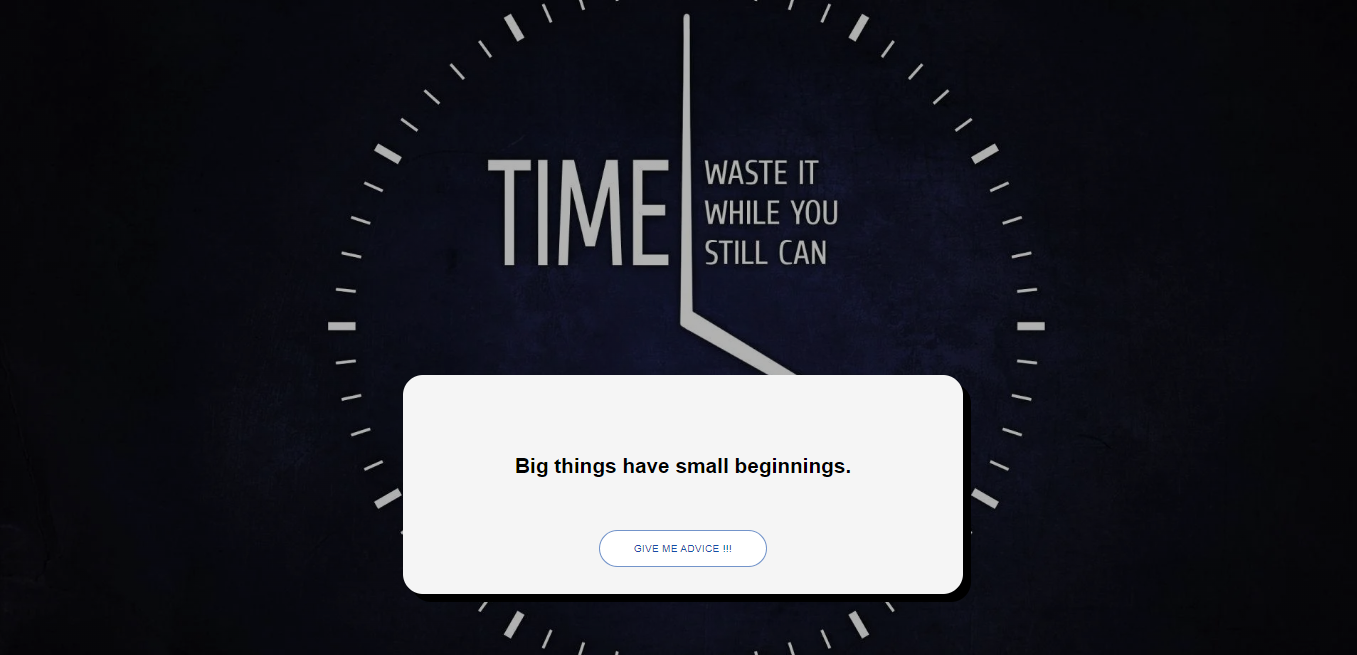 TIME
WASTE IT
WHILE YOU
STILL CAN
Big things have small beginnings.
GIVE ME ADVICE !!!